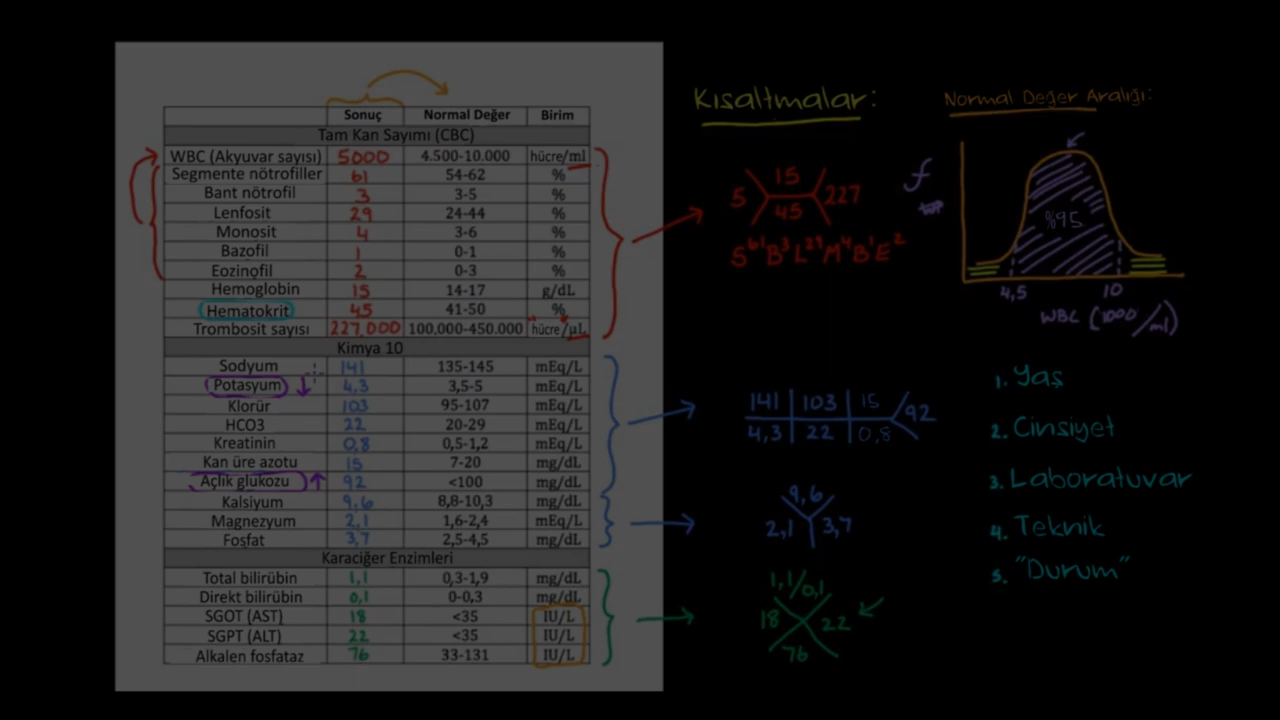 Sonuç Normal Değer Birim
Tam Kan Sayımı (CBC)
WBC (Akyuvar sayısı) 5000 4.500-10.000 hücre/ml
Segmente nötrofiller 61 54-62 %
Bant nötrofil 3 3-5 %
Lenfosit 29 24-44 %
Monosit 4 3-6 %
Bazofil 1 0-1 %
Eozinofil 2 0-3 %
Hemoglobin 15 14-17 g/dL
Hematokrit 45 41-50 %
Trombosit sayısı 227,000 100,000-450.000 hücre/µL
Kimya 10
Sodyum 141 135-145 mEq/L
Potasyum 4,3 3,5-5 mEq/L
Klorür 103 95-107 mEq/L
HCO3 22 20-29 mEq/L
Kreatinin 0,8 0,5-1,2 mEq/L
Kan üre azotu 15 7-20 mg/dL
Açlık glukozu 92 <100 mg/dL
Kalsiyum 9,6 8,8-10,3 mg/dL
Magnezyum 2,1 1,6-2,4 mEq/L
Fosfat 3,7 2,5-4,5 mg/dL
Karaciğer Enzimleri
Total bilirübin 1,1 0,3-1,9 mg/dL
Direkt bilirübin 0,1 0-0,3 mg/dL
SGOT (AST) 18 <35 IU/L
SGPT (ALT) 22 <35 IU/L
Alkalen fosfataz 76 33-131 IU/L
Kısaltmalar:
15
5 227
45
S61 B3 L29 M4 B1 E2
141 103 15 92
4,3 22 0,8
9,6
2,1 3,7
1,1/0,1
18 22
76
Normal Değer Aralığı:
f
%95
4,5 10
WBC (1000/ml)
1. Yaş
2. Cinsiyet
3. Laboratuvar
4. Teknik
5. "Durum"